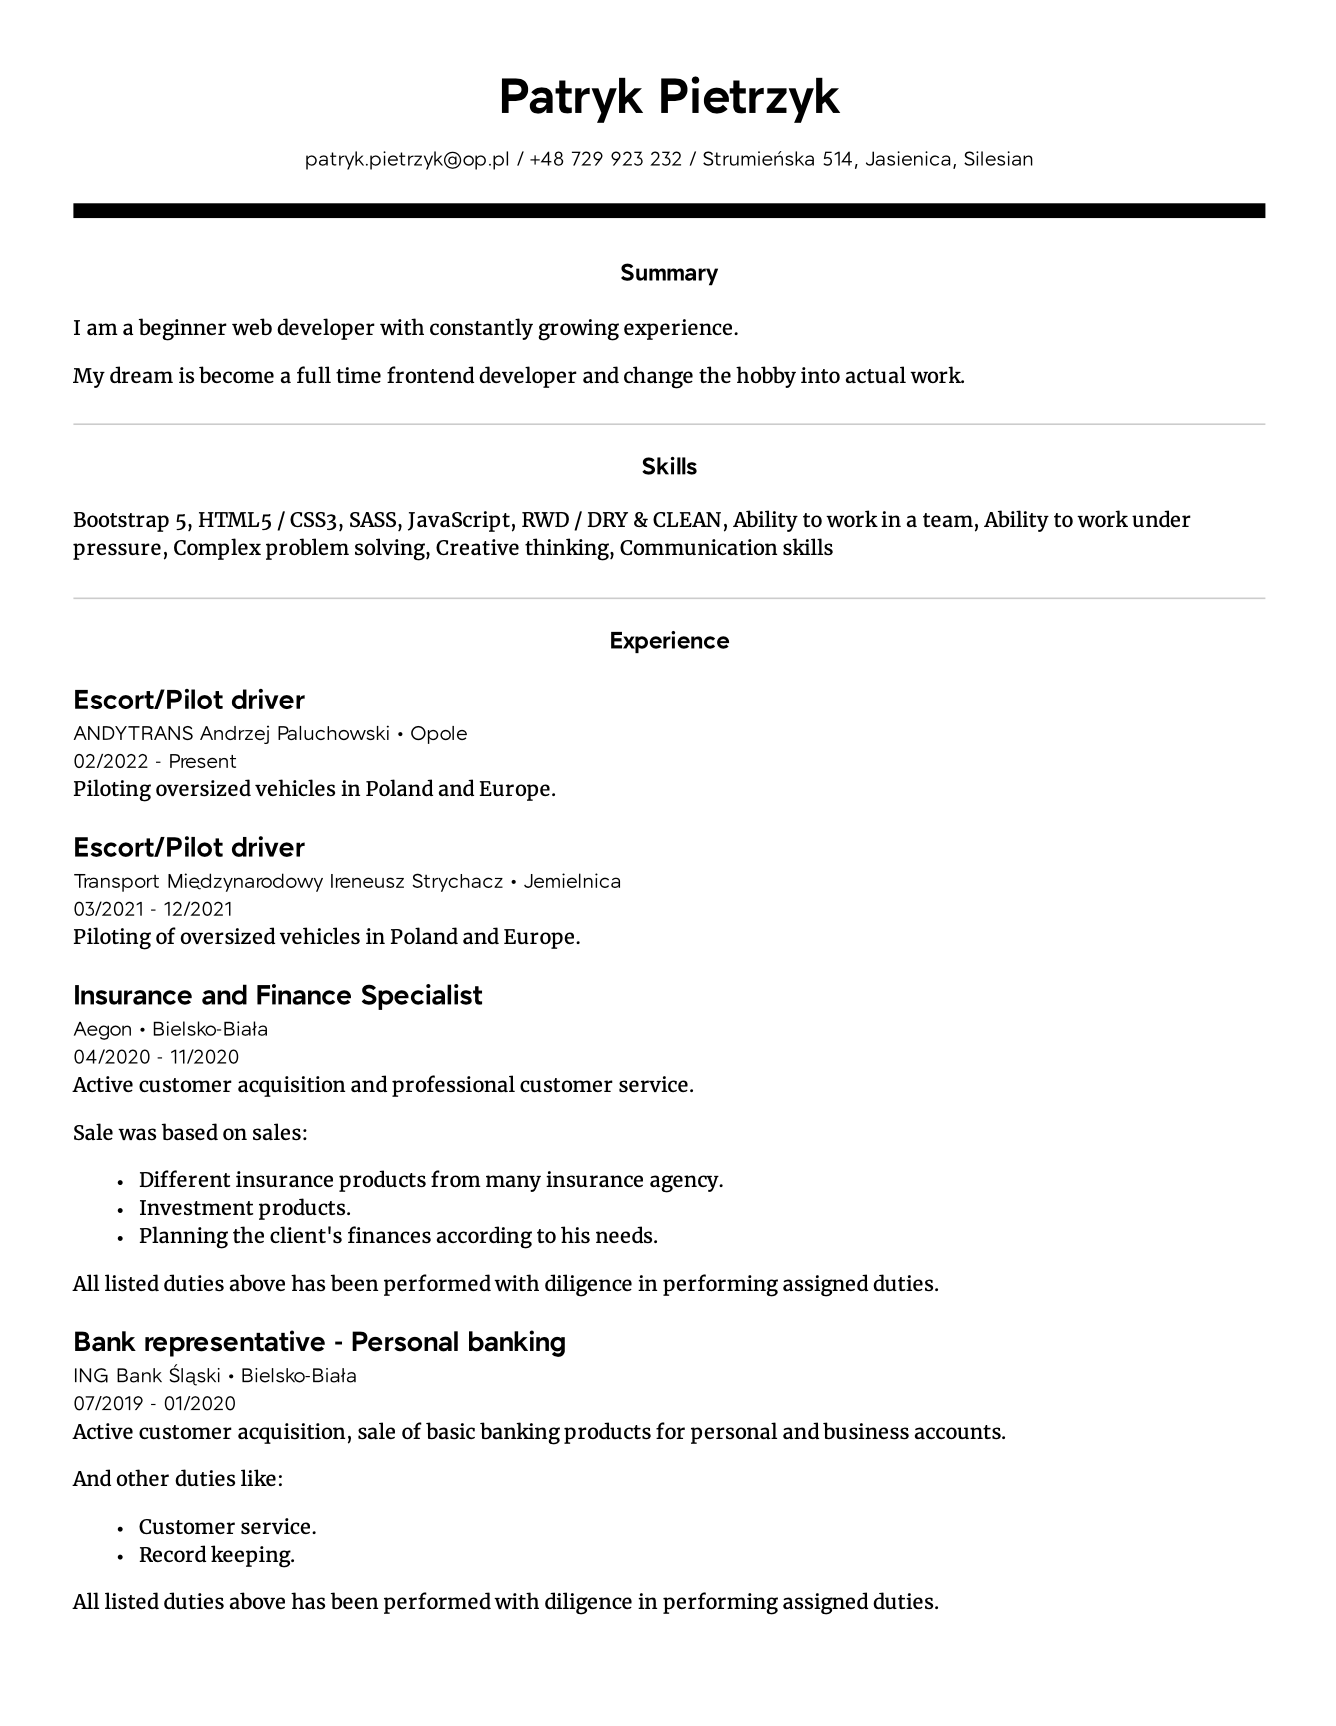 Patryk Pietrzyk
patryk.pietrzyk@op.pl / +48 729 923 232 / Strumieńska 514, Jasienica, Silesian
Summary
I am a beginner web developer with constantly growing experience.
My dream is become a full time frontend developer and change the hobby into actual work.
Skills
Bootstrap 5, HTML5 / CSS3, SASS, JavaScript, RWD / DRY & CLEAN, Ability to work in a team, Ability to work under
pressure, Complex problem solving, Creative thinking, Communication skills
Experience
Escort/Pilot driver
ANDYTRANS Andrzej Paluchowski • Opole
02/2022 - Present
Piloting oversized vehicles in Poland and Europe.
Escort/Pilot driver
Transport Międzynarodowy Ireneusz Strychacz • Jemielnica
03/2021 - 12/2021
Piloting of oversized vehicles in Poland and Europe.
Insurance and Finance Specialist
Aegon • Bielsko-Biała
04/2020 - 11/2020
Active customer acquisition and professional customer service.
Sale was based on sales:
• Different insurance products from many insurance agency.
• Investment products.
• Planning the client's finances according to his needs.
All listed duties above has been performed with diligence in performing assigned duties.
Bank representative - Personal banking
ING Bank Śląski • Bielsko-Biała
07/2019 - 01/2020
Active customer acquisition, sale of basic banking products for personal and business accounts.
And other duties like:
• Customer service.
• Record keeping.
All listed duties above has been performed with diligence in performing assigned duties.